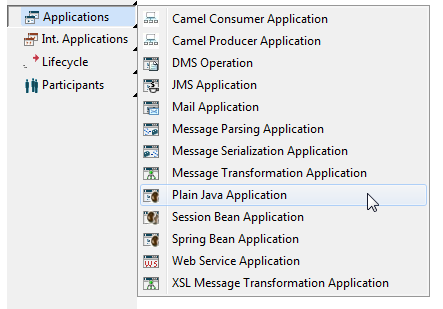 Applications
Int. Applications
Lifecycle
Participants
Camel Consumer Application
Camel Producer Application
DMS Operation
JMS Application
Mail Application
Message Parsing Application
Message Serialization Application
Message Transformation Application
Plain Java Application
Session Bean Application
Spring Bean Application
Web Service Application
XSL Message Transformation Application